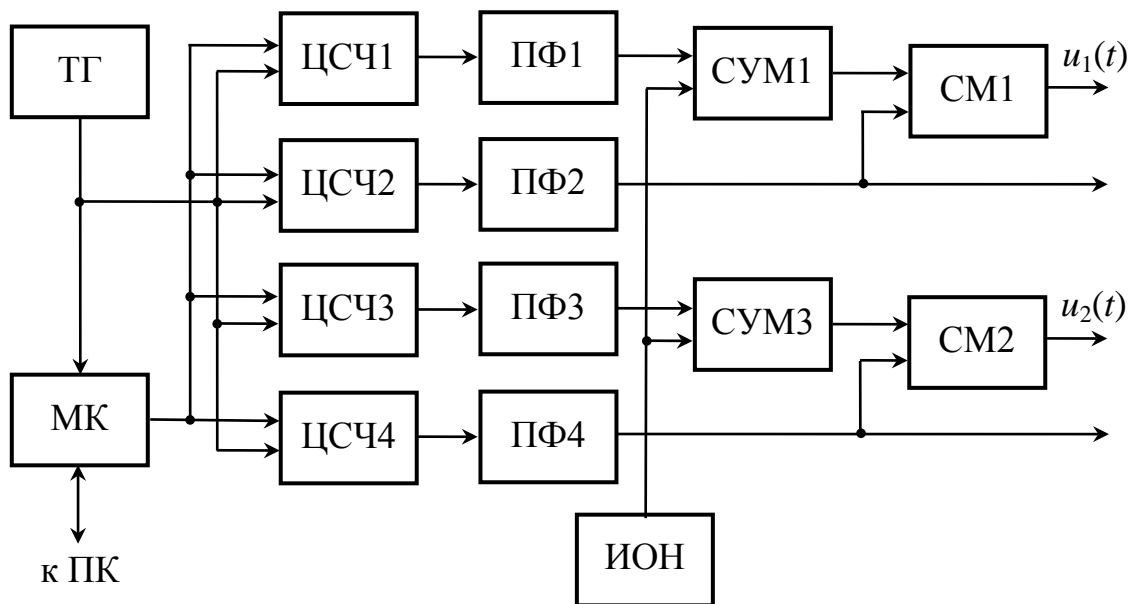 ТГ
ЦСЧ1
ПФ1
СУМ1
СМ1
u₁(t)
ЦСЧ2
ПФ2
ЦСЧ3
ПФ3
СУМ3
СМ2
u₂(t)
МК
ЦСЧ4
ПФ4
ИОН
к ПК